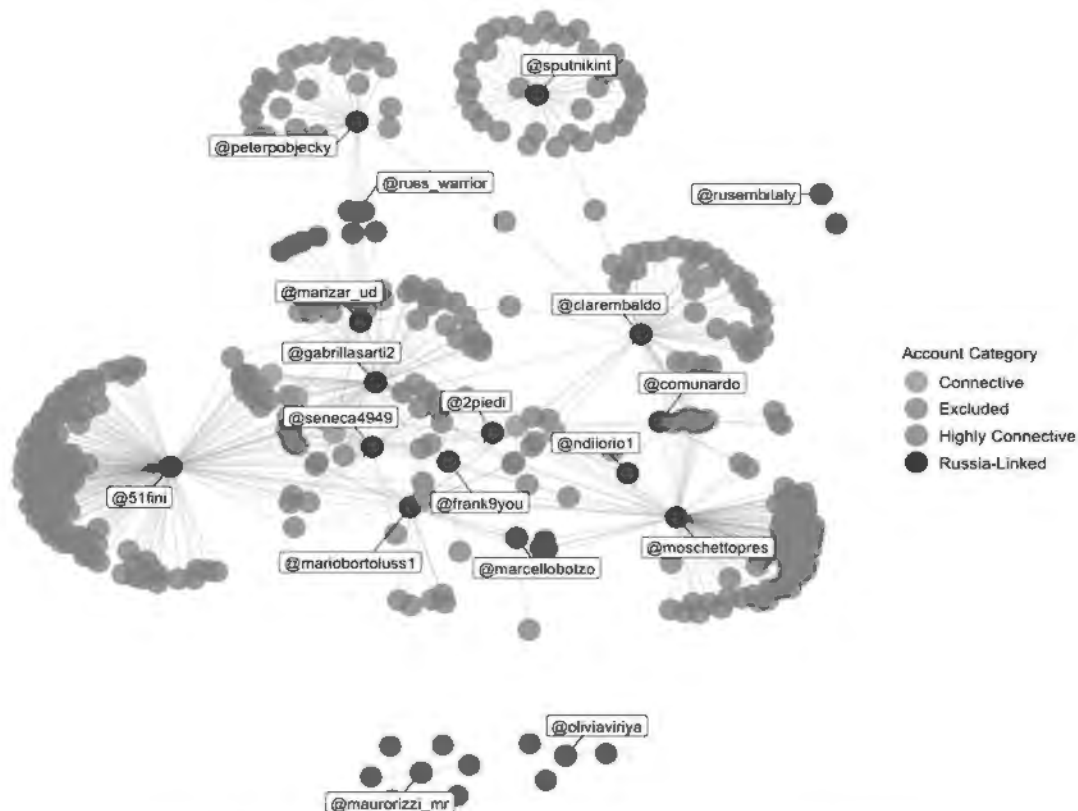 @sputnikint
@peterpobjecky
@russ_warrior
@rusembitaly
@marizar_ud
@clarembaldo
@gabrillasarti2
Account Category
Connective
@comunardo
@2piedi
Excluded
@seneca4949
Highly Connective
@ndiiorio1
Russia-Linked
@51fini
@frank9you
@moschettopres
@mariobortoluss1
@marcellobotzo
@oliviaviriya
@maurorizzi_mr